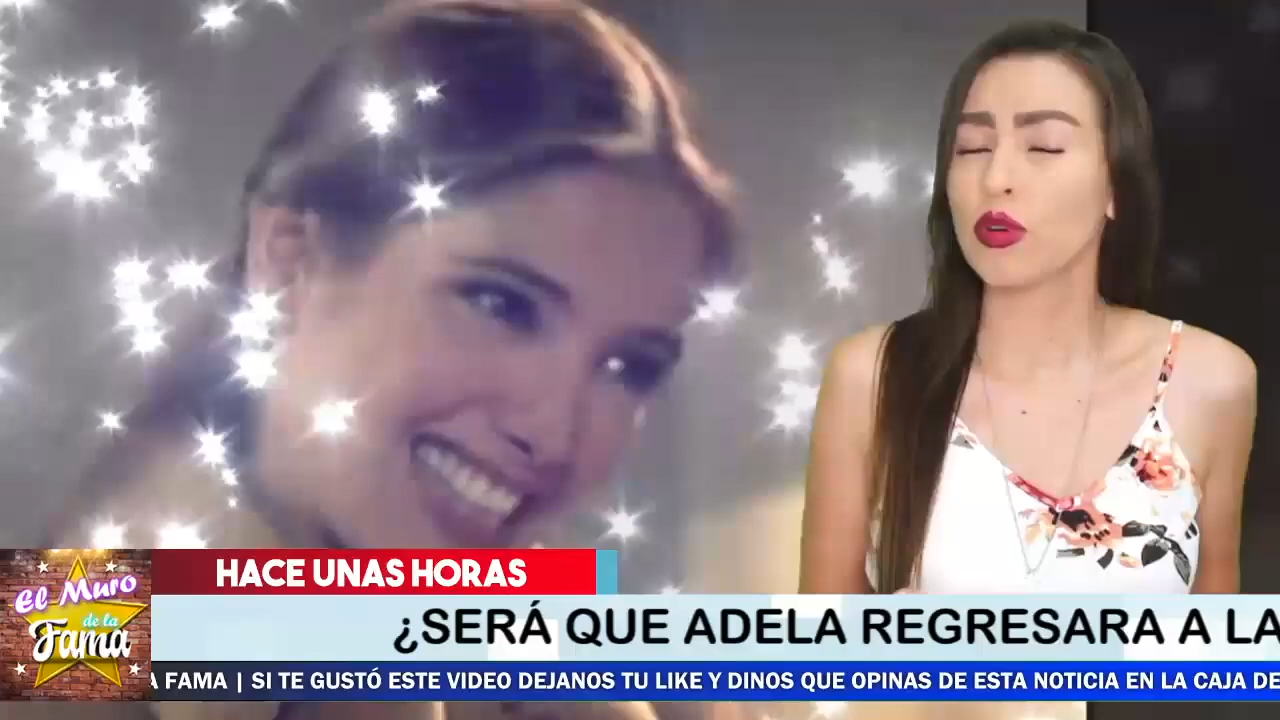 HACE UNAS HORAS
El Muro
de la
Fama
¿SERÁ QUE ADELA REGRESARA A LA
A FAMA | SI TE GUSTÓ ESTE VIDEO DEJANOS TU LIKE Y DINOS QUE OPINAS DE ESTA NOTICIA EN LA CAJA DE